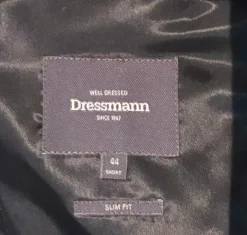 WELL DRESSED
Dressmann
SINCE 1967
44
SHORT
SLIM FIT